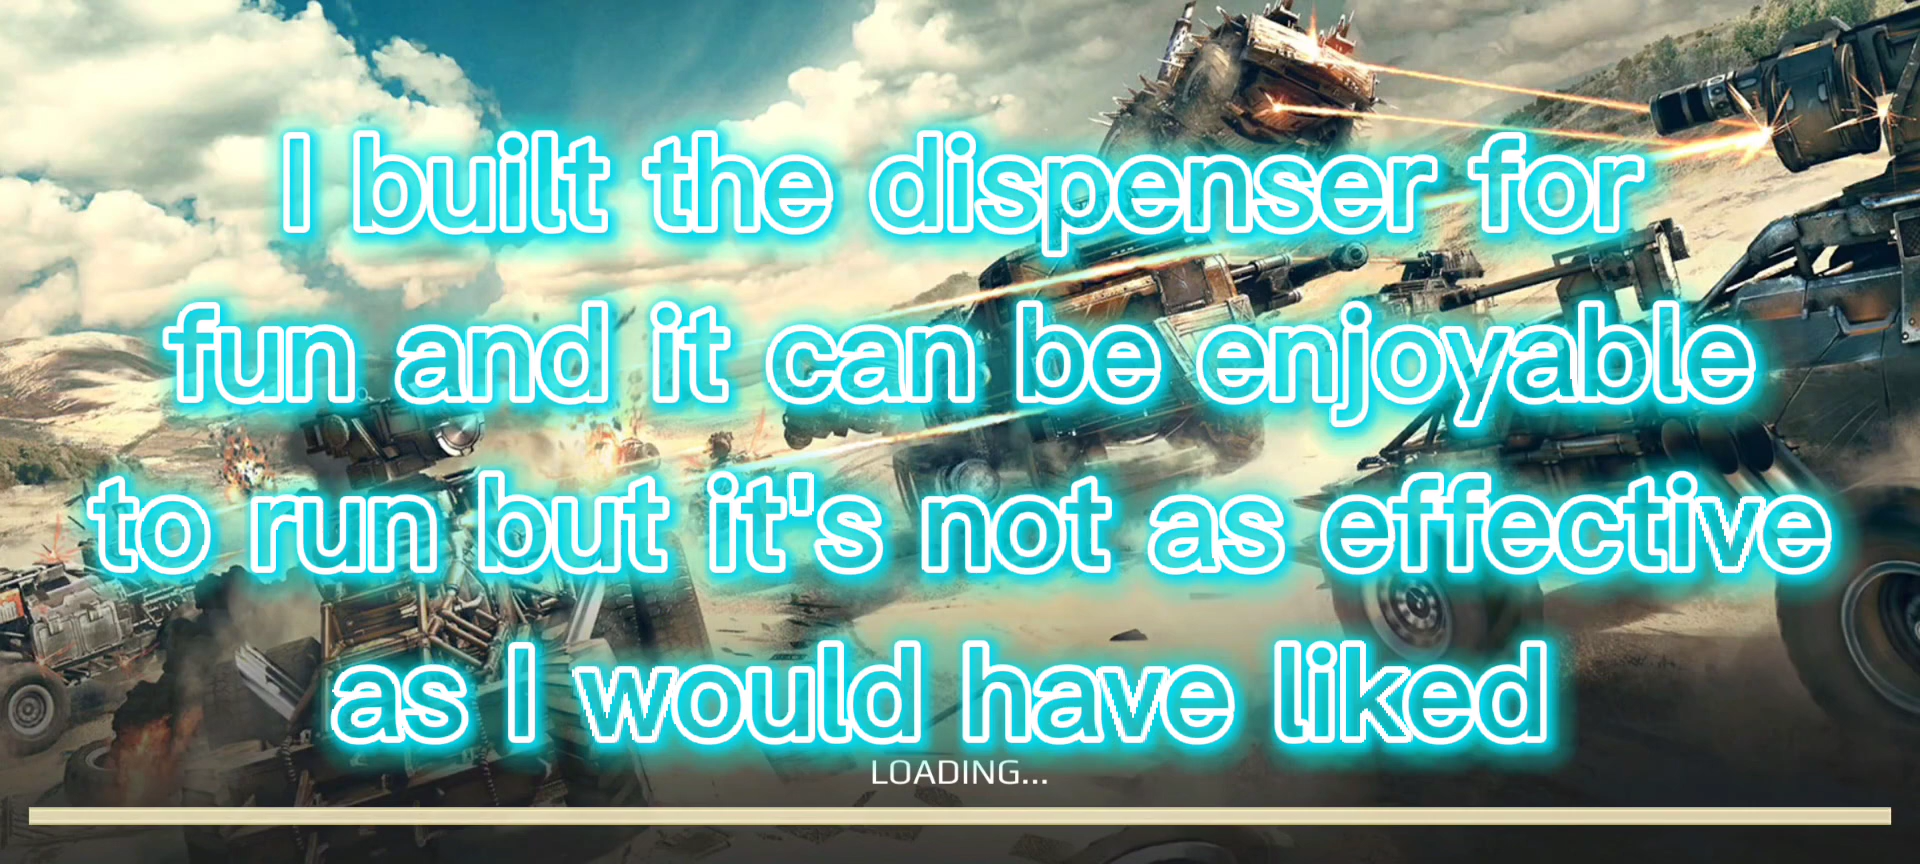 I built the dispenser for
fun and it can be enjoyable
to run but it's not as effective
as I would have liked
LOADING...